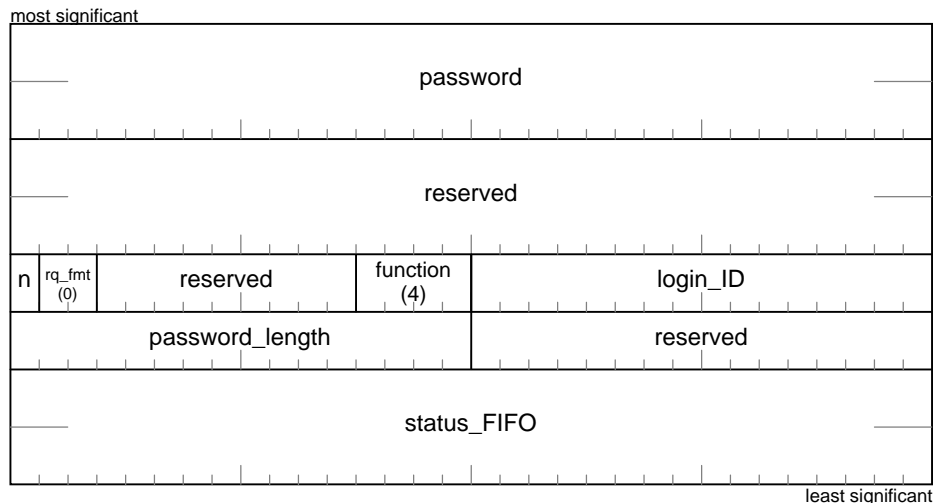 most significant
password
reserved
n
rq_fmt
(0)
reserved
function
(4)
login_ID
password_length
reserved
status_FIFO
least significant